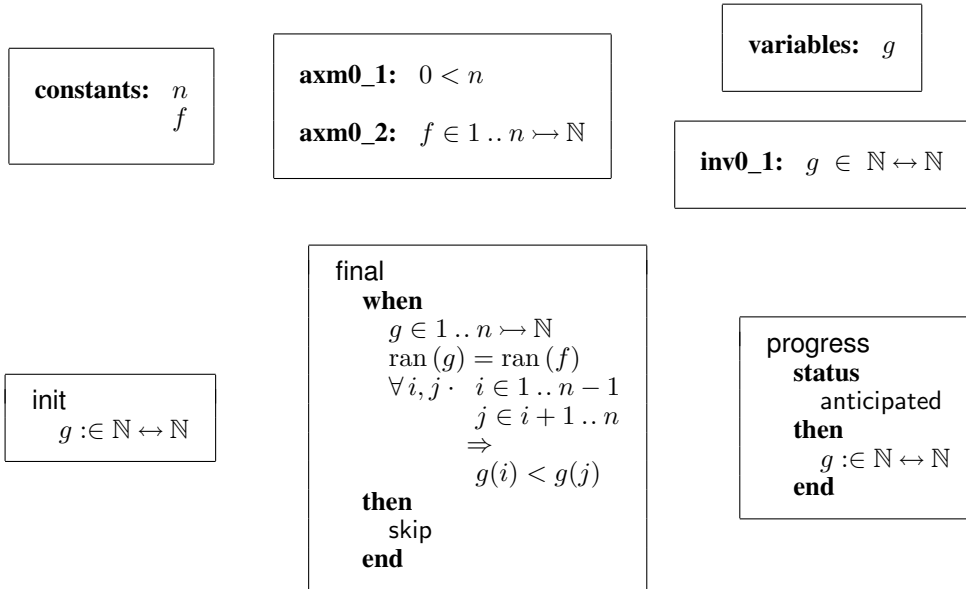 constants: n
f
axm0_1: 0 < n
axm0_2: f ∈ 1 .. n ↣ ℕ
variables: g
inv0_1: g ∈ ℕ ↔ ℕ
init
g :∈ ℕ ↔ ℕ
final
when
g ∈ 1 .. n ↣ ℕ
ran (g) = ran (f)
∀ i, j · i ∈ 1 .. n − 1
j ∈ i + 1 .. n
⇒
g(i) < g(j)
then
skip
end
progress
status
anticipated
then
g :∈ ℕ ↔ ℕ
end